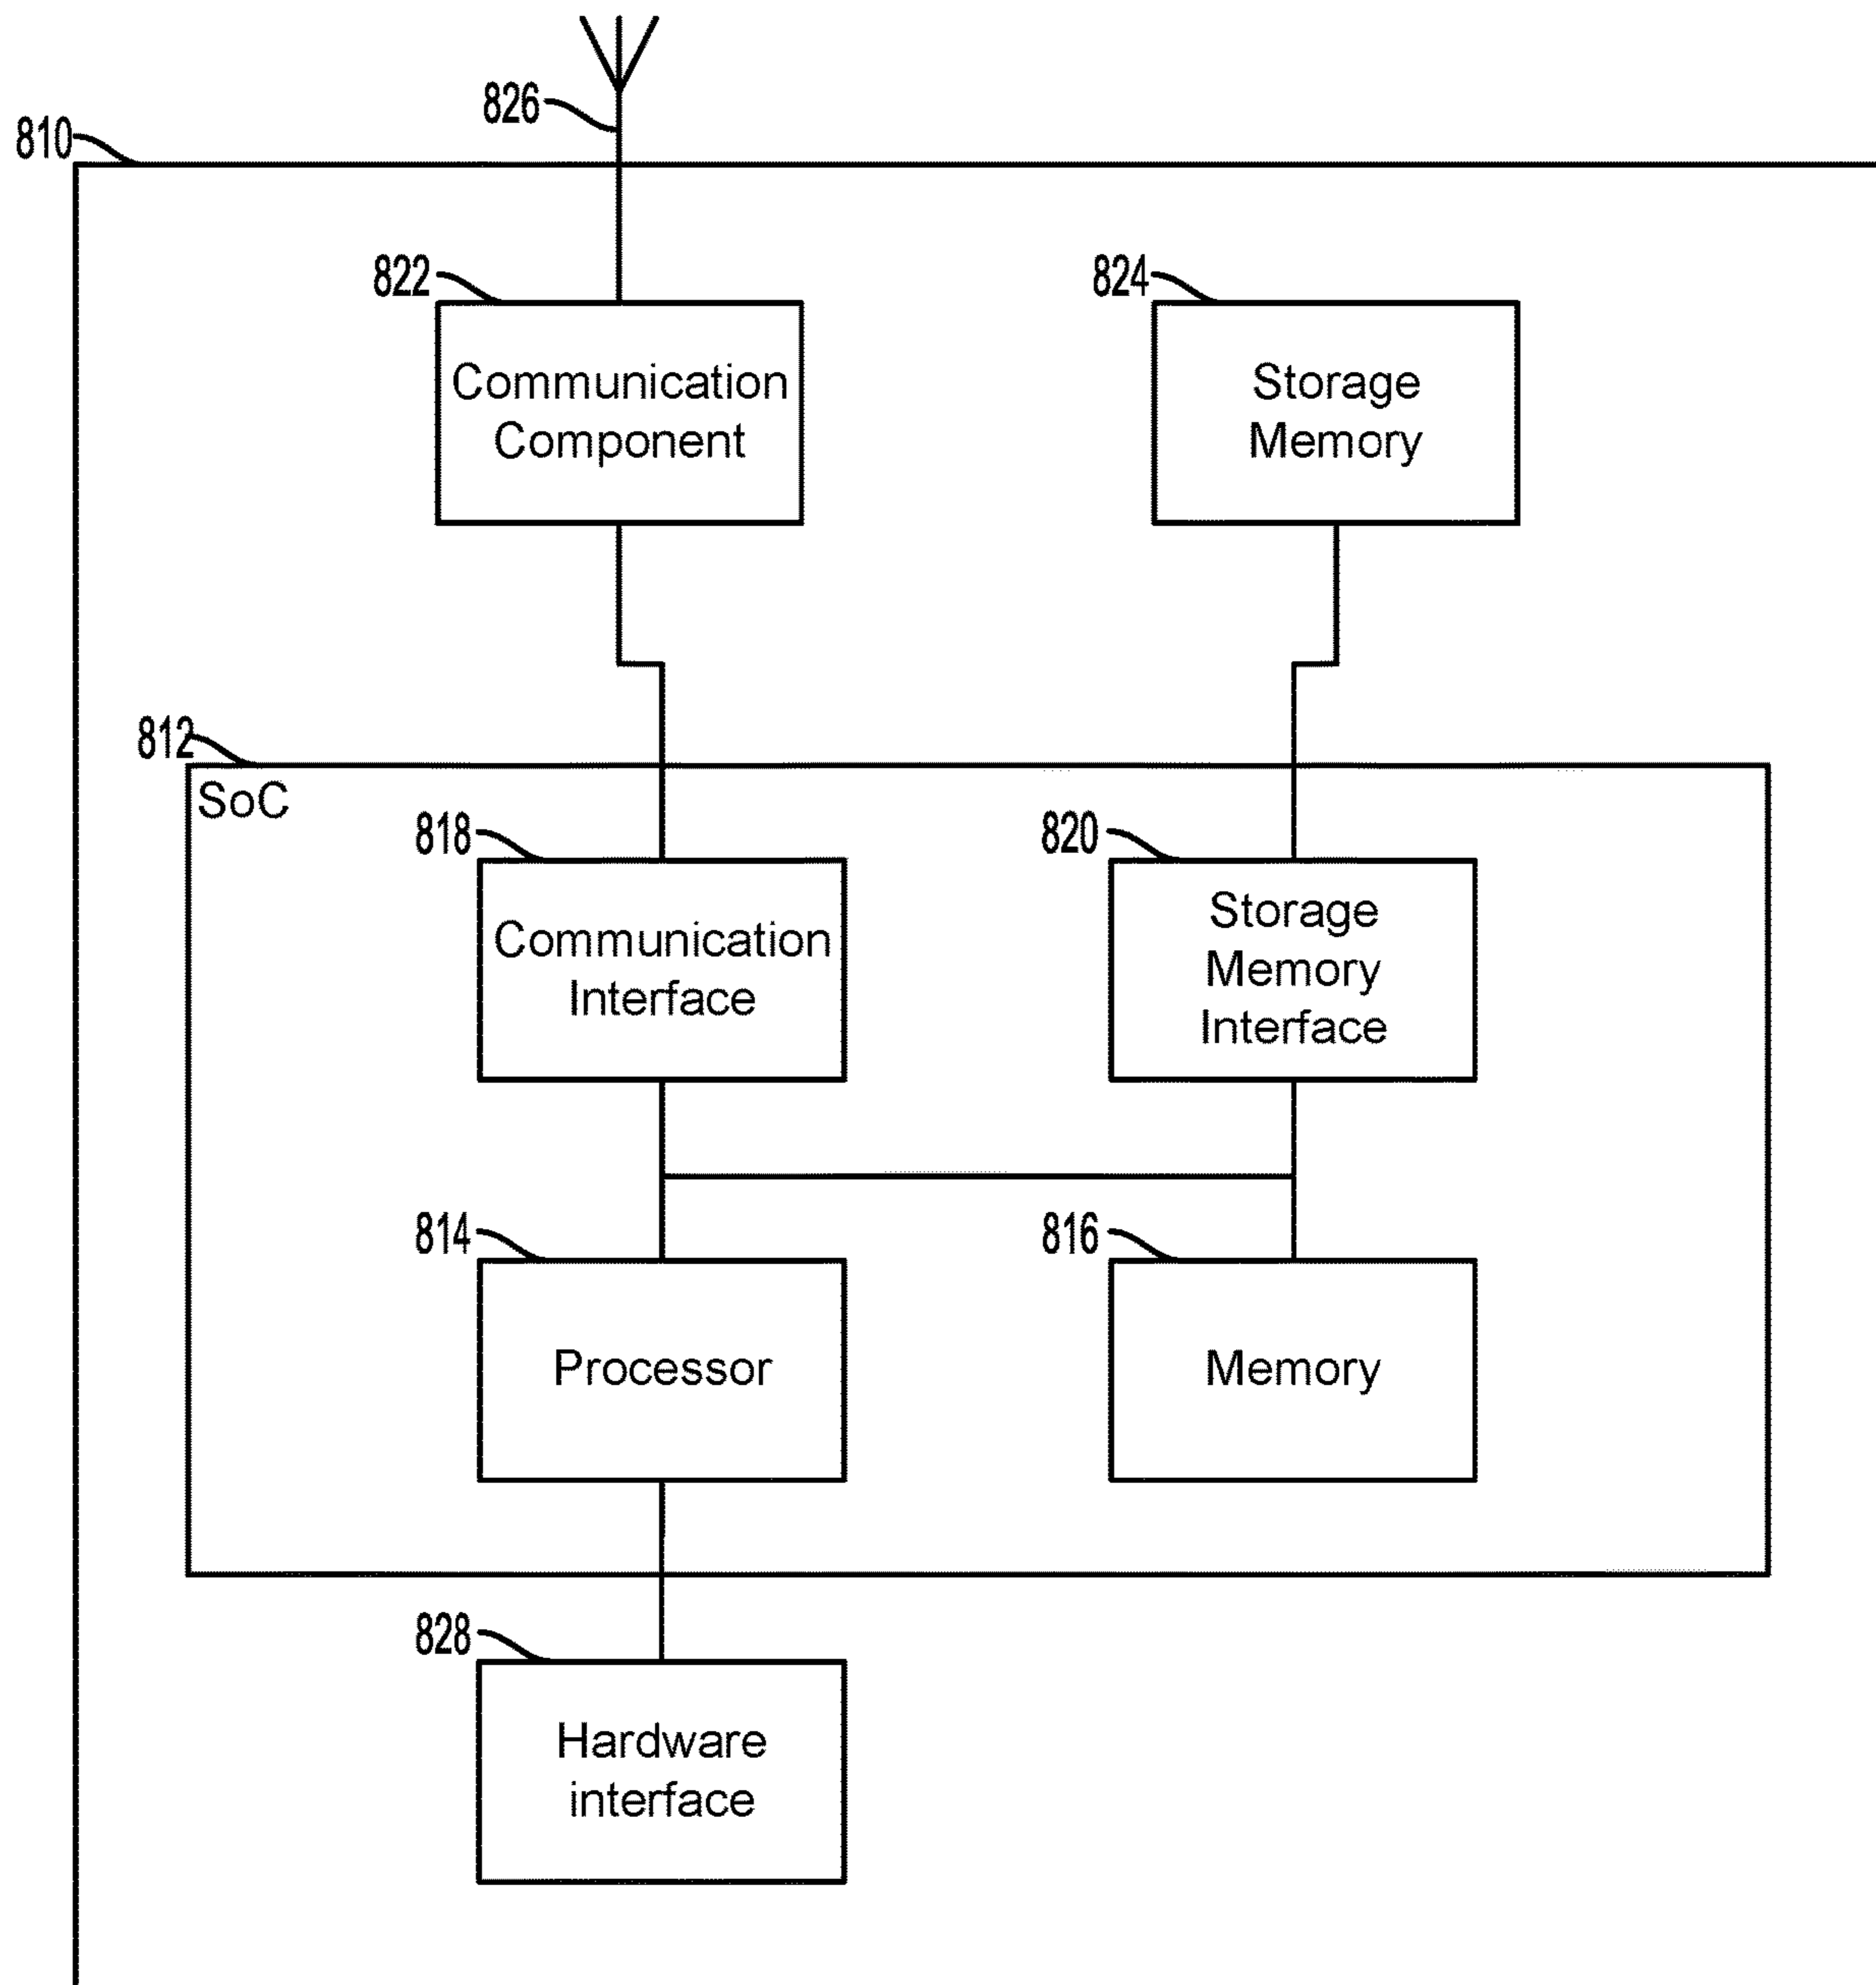 826
810
822
824
Communication
Component
Storage
Memory
812
SoC
818
820
Communication
Interface
Storage
Memory
Interface
814
816
Processor
Memory
828
Hardware
interface